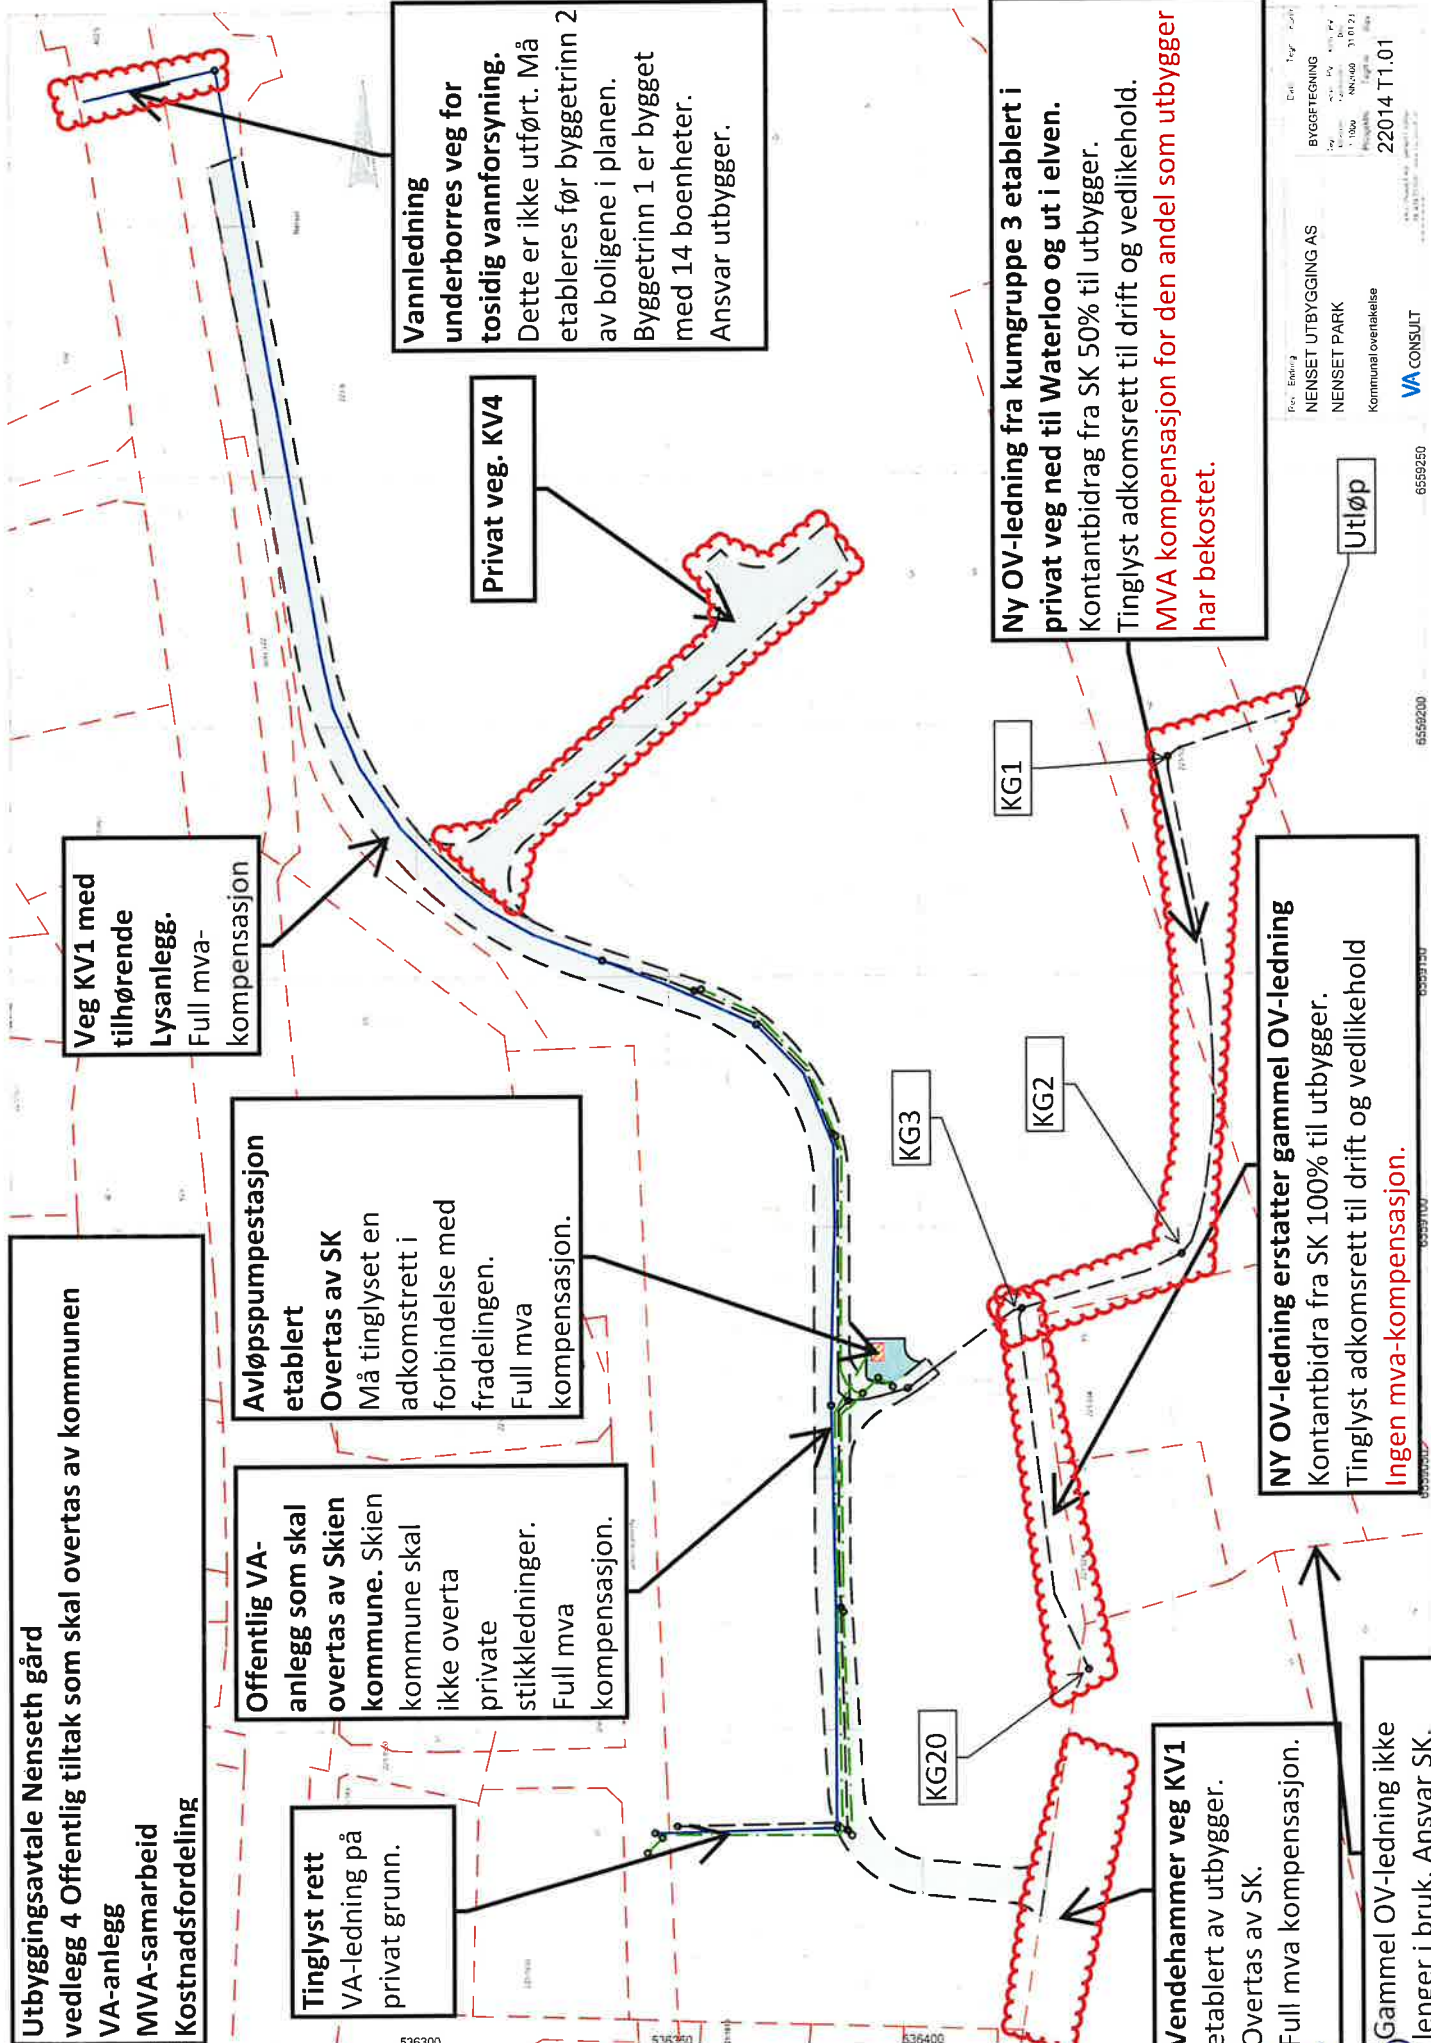 Utbyggingsavtale Nenseth gård
vedlegg 4 Offentlig tiltak som skal overtas av kommunen
VA-anlegg
MVA-samarbeid
Kostnadsfordeling
Tinglyst rett
VA-ledning på
privat grunn.
Offentlig VA-
anlegg som skal
overtas av Skien
kommune. Skien
kommune skal
ikke overta
private
stikkledninger.
Full mva
kompensasjon.
Avløpspumpestasjon
etablert
Overtas av SK
Må tinglyset en
adkomstrett i
forbindelse med
fradelingen.
Full mva
kompensasjon.
Veg KV1 med
tilhørende
Lysanlegg.
Full mva-
kompensasjon
Vannledning
underborres veg for
tosidig vannforsyning.
Dette er ikke utført. Må
etableres før byggetrinn 2
av boligene i planen.
Byggetrinn 1 er bygget
med 14 boenheter.
Ansvar utbygger.
Privat veg. KV4
Ny OV-ledning fra kumgruppe 3 etablert i
privat veg ned til Waterloo og ut i elven.
Kontantbidrag fra SK 50% til utbygger.
Tinglyst adkomsrett til drift og vedlikehold.
MVA kompensasjon for den andel som utbygger
har bekostet.
KG1
KG3
KG2
KG20
Utløp
NY OV-ledning erstatter gammel OV-ledning
Kontantbidra fra SK 100% til utbygger.
Tinglyst adkomsrett til drift og vedlikehold
Ingen mva-kompensasjon.
Vendehammer veg KV1
etablert av utbygger.
Overtas av SK.
Full mva kompensasjon.
Gammel OV-ledning ikke
lenger i bruk. Ansvar SK.
536300
536350
536400
6559100
6559150
6559200
6559250
NENSET UTBYGGING AS
NENSET PARK
Kommunal overtakelse
VA CONSULT
BYGGETEGNING
22014 T1.01